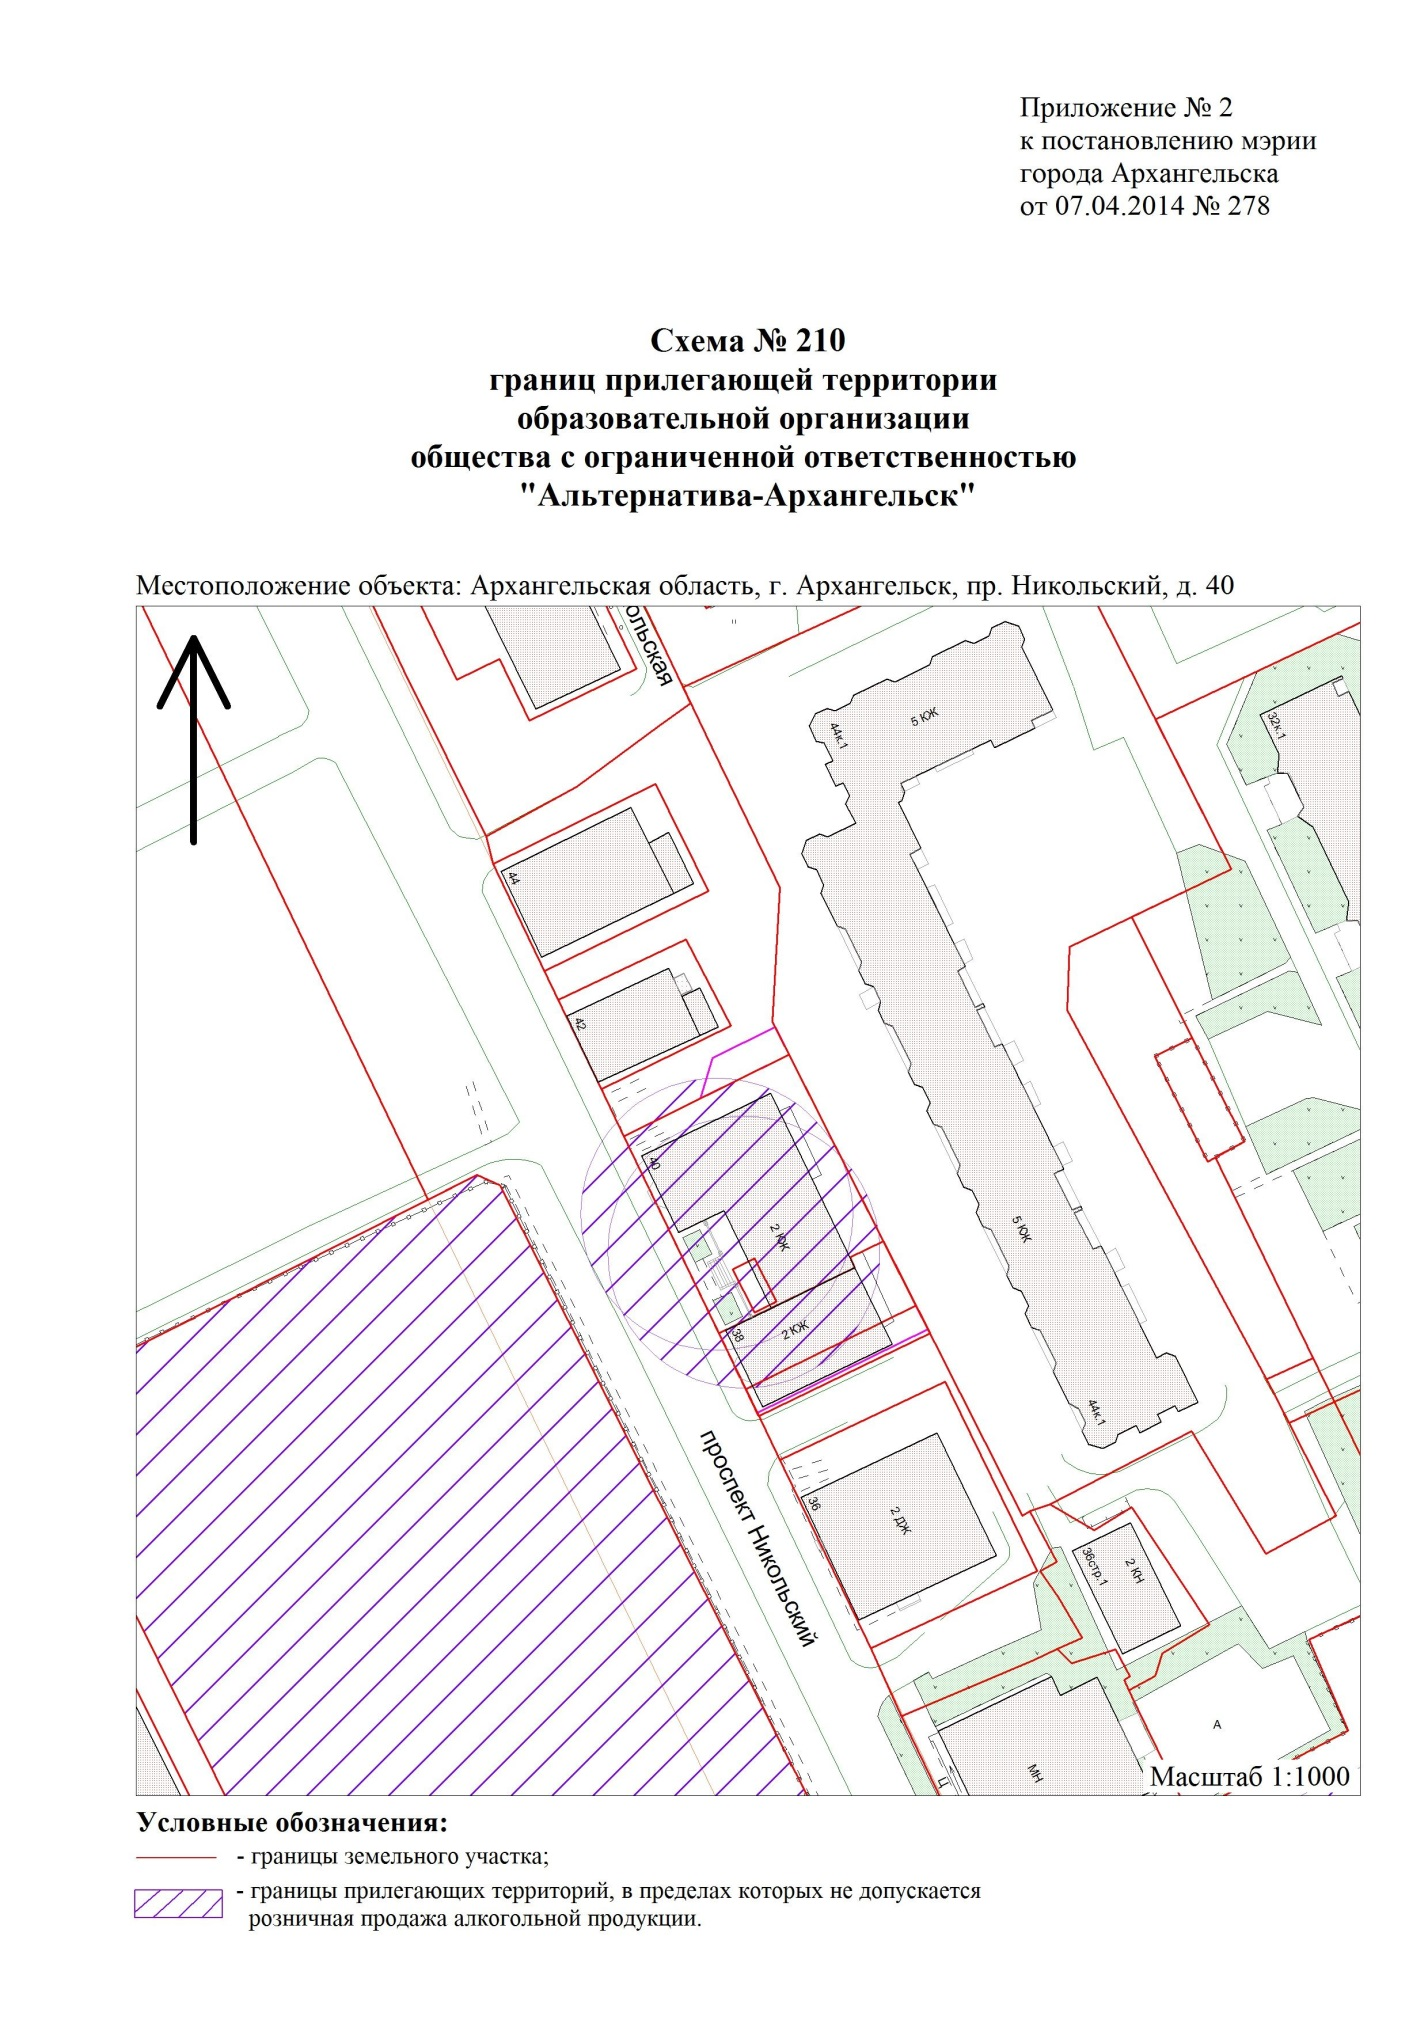 Приложение № 2
к постановлению мэрии
города Архангельска
от 07.04.2014 № 278
Схема № 210
границ прилегающей территории
образовательной организации
общества с ограниченной ответственностью
"Альтернатива-Архангельск"
Местоположение объекта: Архангельская область, г. Архангельск, пр. Никольский, д. 40
ольская
5 КЖ
44к.1
32к.1
44
42
40
2 КЖ
5 КЖ
38
2 КЖ
44к.1
проспект Никольский
36
2 ДЖ
36стр.1
2 КН
А
МН
Ц
Масштаб 1:1000
Условные обозначения:
- границы земельного участка;
- границы прилегающих территорий, в пределах которых не допускается
розничная продажа алкогольной продукции.